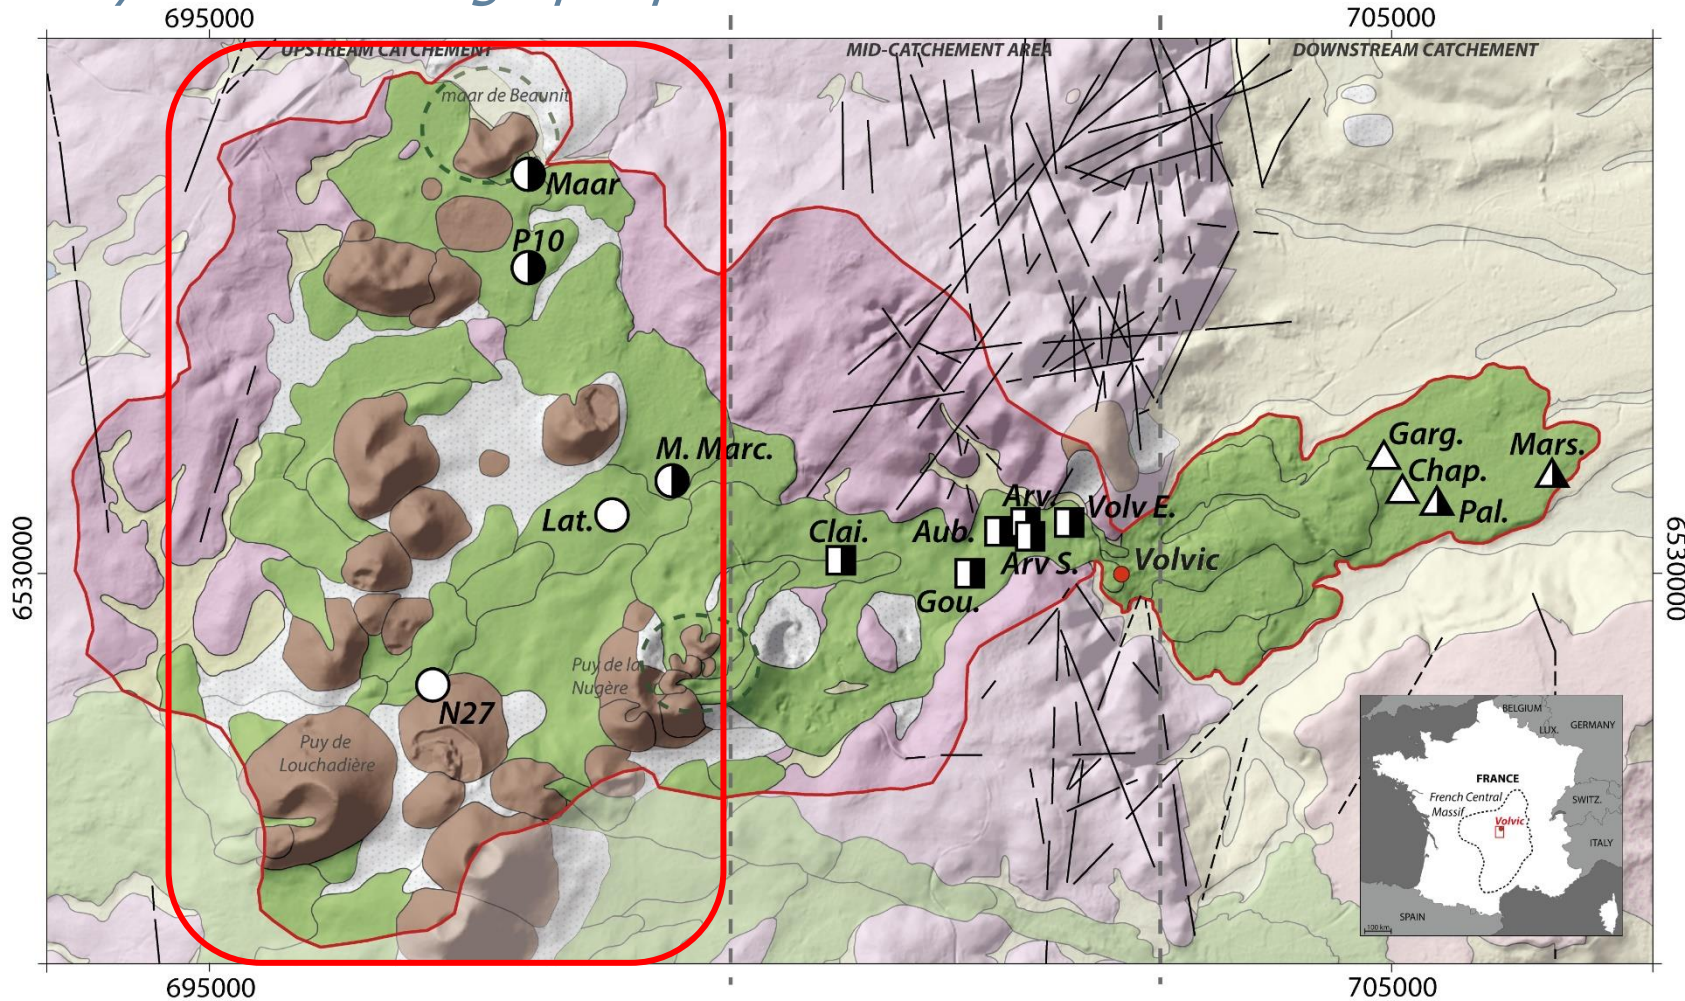 695000
705000
UPSTREAM CATCHEMENT
MID-CATCHEMENT AREA
DOWNSTREAM CATCHEMENT
maar de Beaunit
Maar
P10
M. Marc.
Lat.
N27
Puy de
Louchadière
Puy de la
Nugère
Clai.
Aub.
Arv.
Volv E.
Arv S.
Gou.
Volvic
Garg.
Chap.
Mars.
Pal.
6530000
6530000
BELGIUM
LUX.
GERMANY
FRANCE
French Central
Massif
Volvic
SWITZ.
ITALY
SPAIN
100 km
695000
705000